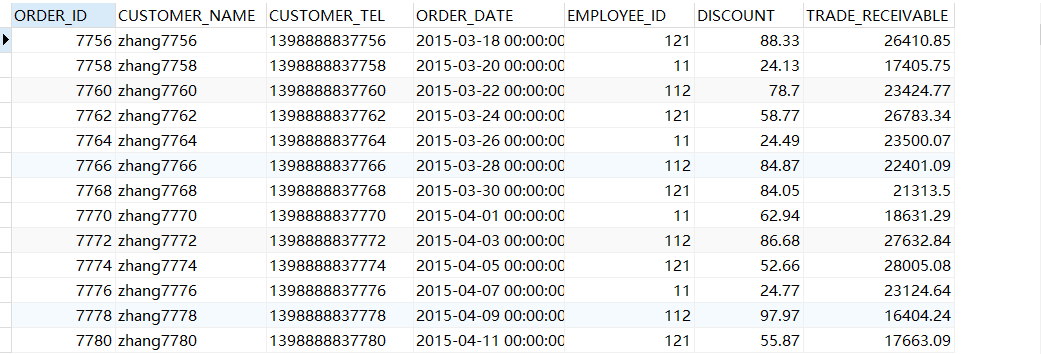 ORDER_ID CUSTOMER_NAME CUSTOMER_TEL ORDER_DATE EMPLOYEE_ID DISCOUNT TRADE_RECEIVABLE
7756 zhang7756 1398888837756 2015-03-18 00:00:00 121 88.33 26410.85
7758 zhang7758 1398888837758 2015-03-20 00:00:00 11 24.13 17405.75
7760 zhang7760 1398888837760 2015-03-22 00:00:00 112 78.7 23424.77
7762 zhang7762 1398888837762 2015-03-24 00:00:00 121 58.77 26783.34
7764 zhang7764 1398888837764 2015-03-26 00:00:00 11 24.49 23500.07
7766 zhang7766 1398888837766 2015-03-28 00:00:00 112 84.87 22401.09
7768 zhang7768 1398888837768 2015-03-30 00:00:00 121 84.05 21313.5
7770 zhang7770 1398888837770 2015-04-01 00:00:00 11 62.94 18631.29
7772 zhang7772 1398888837772 2015-04-03 00:00:00 112 86.68 27632.84
7774 zhang7774 1398888837774 2015-04-05 00:00:00 121 52.66 28005.08
7776 zhang7776 1398888837776 2015-04-07 00:00:00 11 24.77 23124.64
7778 zhang7778 1398888837778 2015-04-09 00:00:00 112 97.97 16404.24
7780 zhang7780 1398888837780 2015-04-11 00:00:00 121 55.87 17663.09